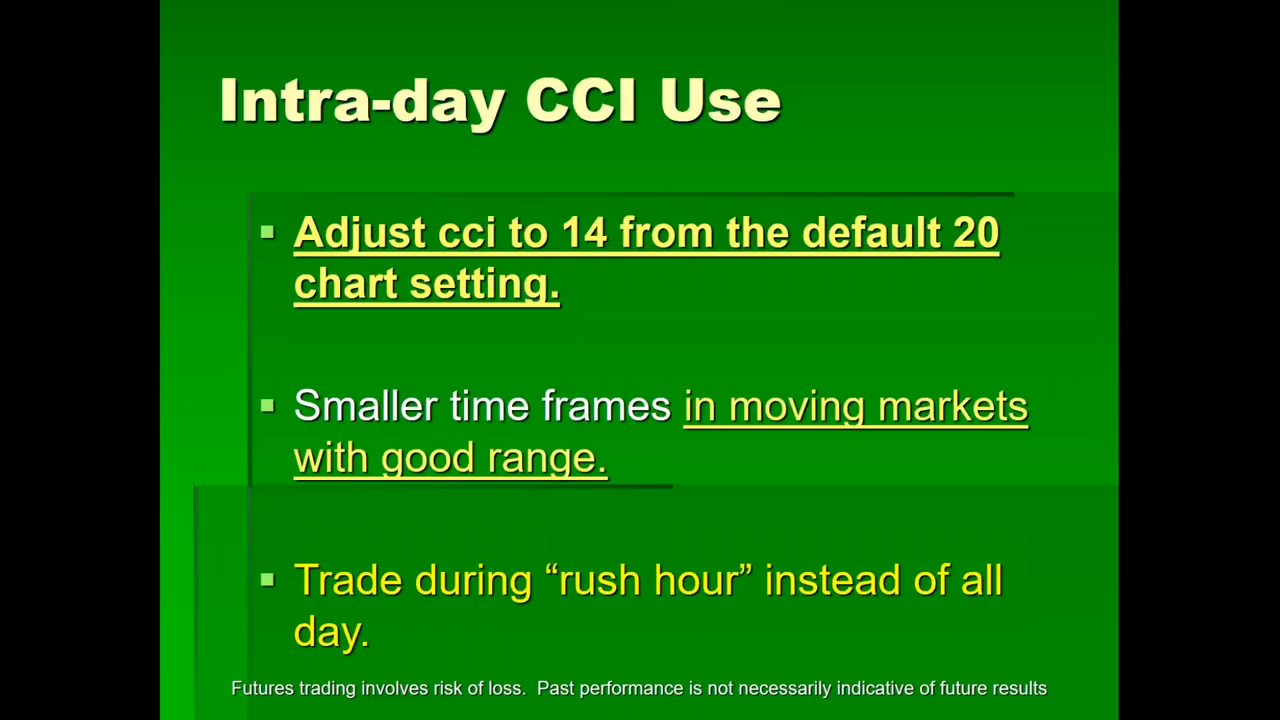 Intra-day CCI Use
Adjust cci to 14 from the default 20
chart setting.
Smaller time frames in moving markets
with good range.
Trade during “rush hour” instead of all
day.
Futures trading involves risk of loss.  Past performance is not necessarily indicative of future results